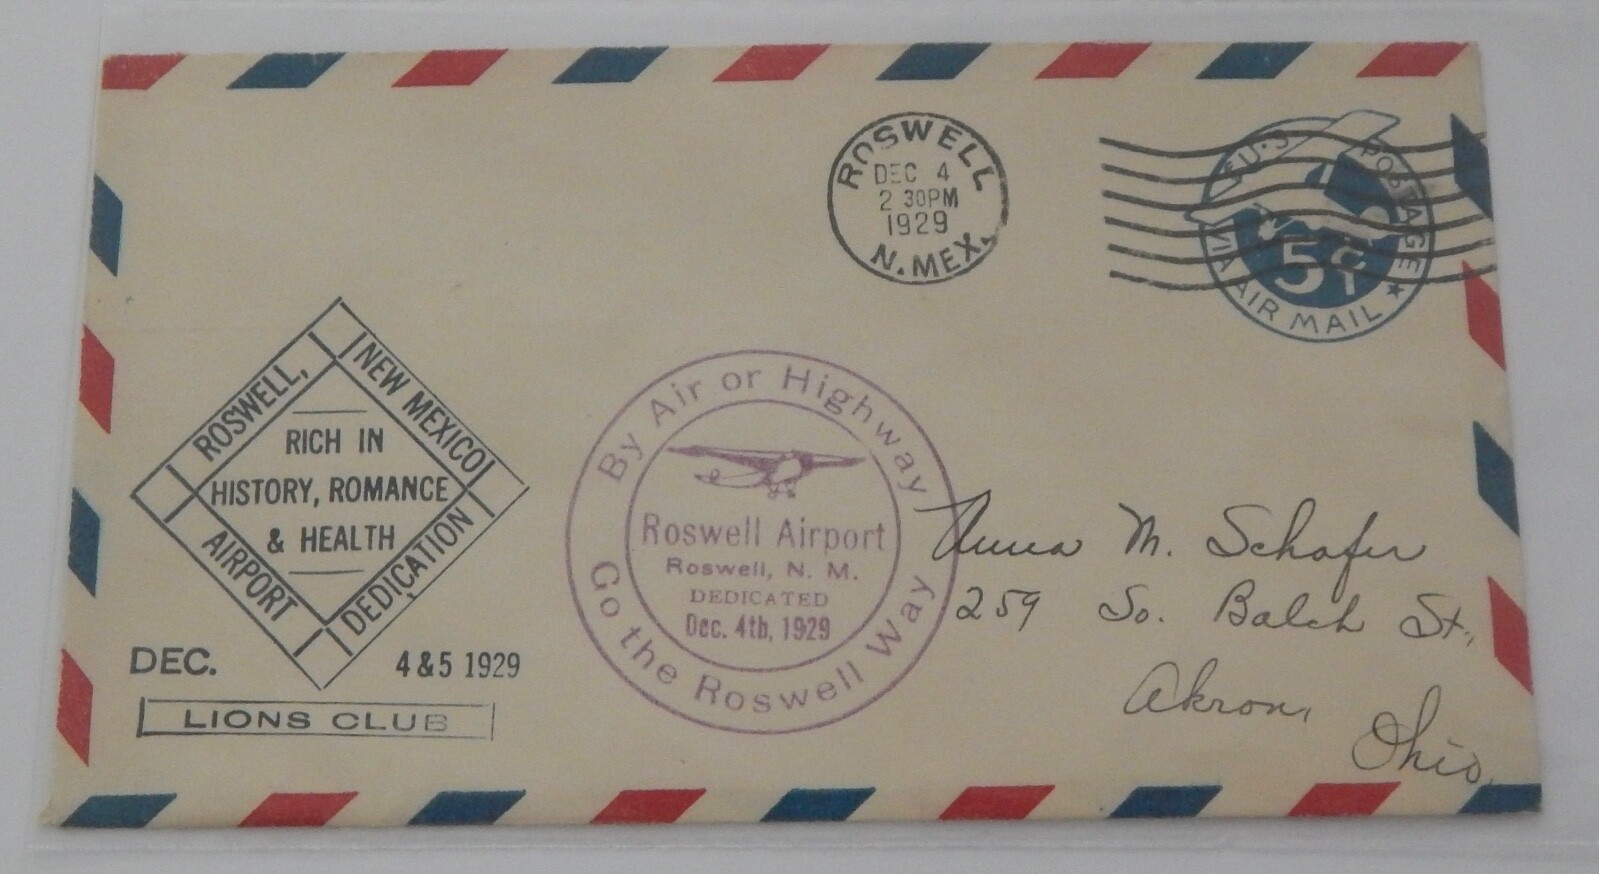 ROSWELL
DEC 4
2 30PM
1929
N. MEX.
U·S POSTAGE
5¢
VIA AIR MAIL
ROSWELL, NEW MEXICO
RICH IN
HISTORY, ROMANCE
& HEALTH
AIRPORT DEDICATION
DEC. 4 & 5 1929
LIONS CLUB
By Air or Highway
Roswell Airport
Roswell, N. M.
DEDICATED
Dec. 4th, 1929
Go the Roswell Way
Anna M. Schafer
259 So. Balch St.,
Akron,
Ohio.